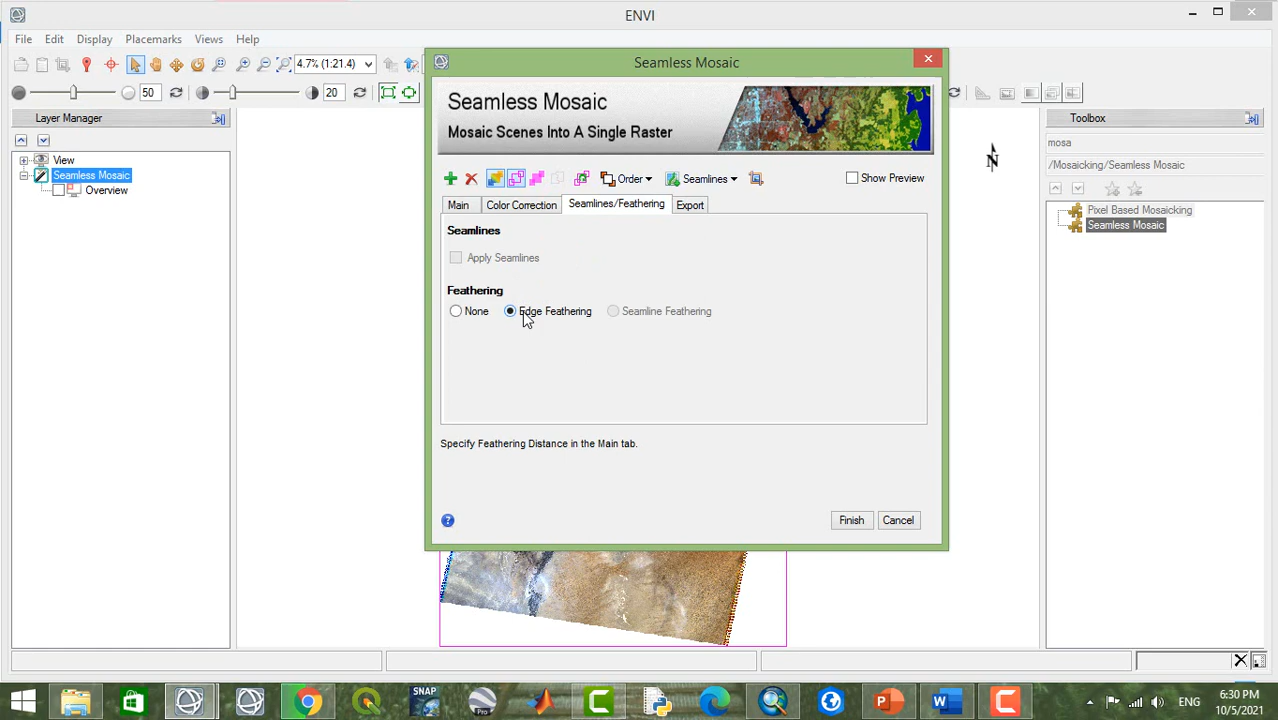 ENVI
File Edit Display Placemarks Views Help
4.7% (1:21.4)
50 20
Layer Manager
View
Seamless Mosaic
Overview
Seamless Mosaic
Seamless Mosaic
Mosaic Scenes Into A Single Raster
Order Seamlines Show Preview
Main Color Correction Seamlines/Feathering Export
Seamlines
Apply Seamlines
Feathering
None Edge Feathering Seamline Feathering
Specify Feathering Distance in the Main tab.
? Finish Cancel
N
Toolbox
mosa
/Mosaicking/Seamless Mosaic
Pixel Based Mosaicking
Seamless Mosaic
SNAP
Pro
ENG
6:30 PM
10/5/2021